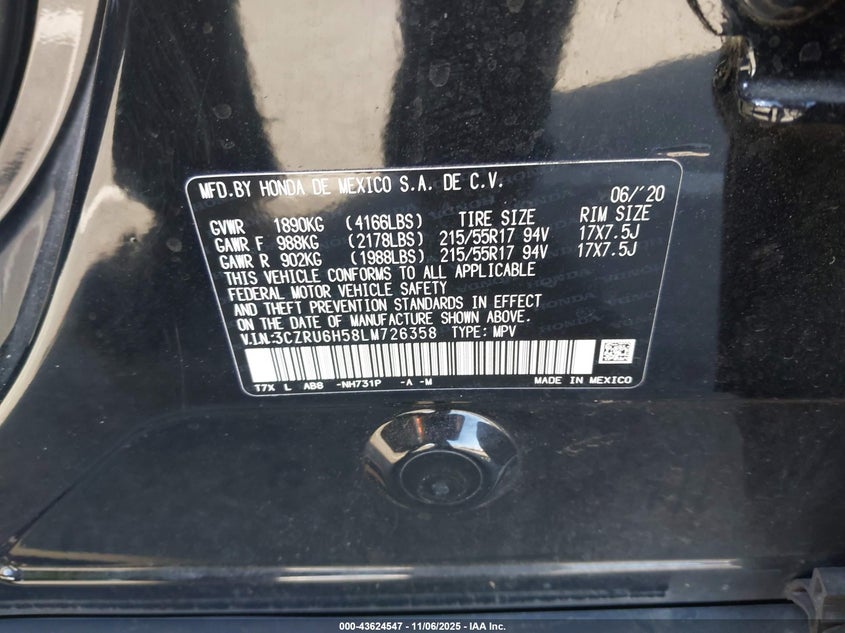 MFD.BY HONDA DE MEXICO S.A. DE C.V. 06/'20
GVWR 1890KG (4166LBS) TIRE SIZE RIM SIZE
GAWR F 988KG (2178LBS) 215/55R17 94V 17X7.5J
GAWR R 902KG (1988LBS) 215/55R17 94V 17X7.5J
THIS VEHICLE CONFORMS TO ALL APPLICABLE
FEDERAL MOTOR VEHICLE SAFETY
AND THEFT PREVENTION STANDARDS IN EFFECT
ON THE DATE OF MANUFACTURE SHOWN ABOVE.
V.I.N:3CZRU6H58LM726358 TYPE: MPV
T7X L AB8 -NH731P -A -M MADE IN MEXICO
000-43624547 - 11/06/2025 - IAA Inc.